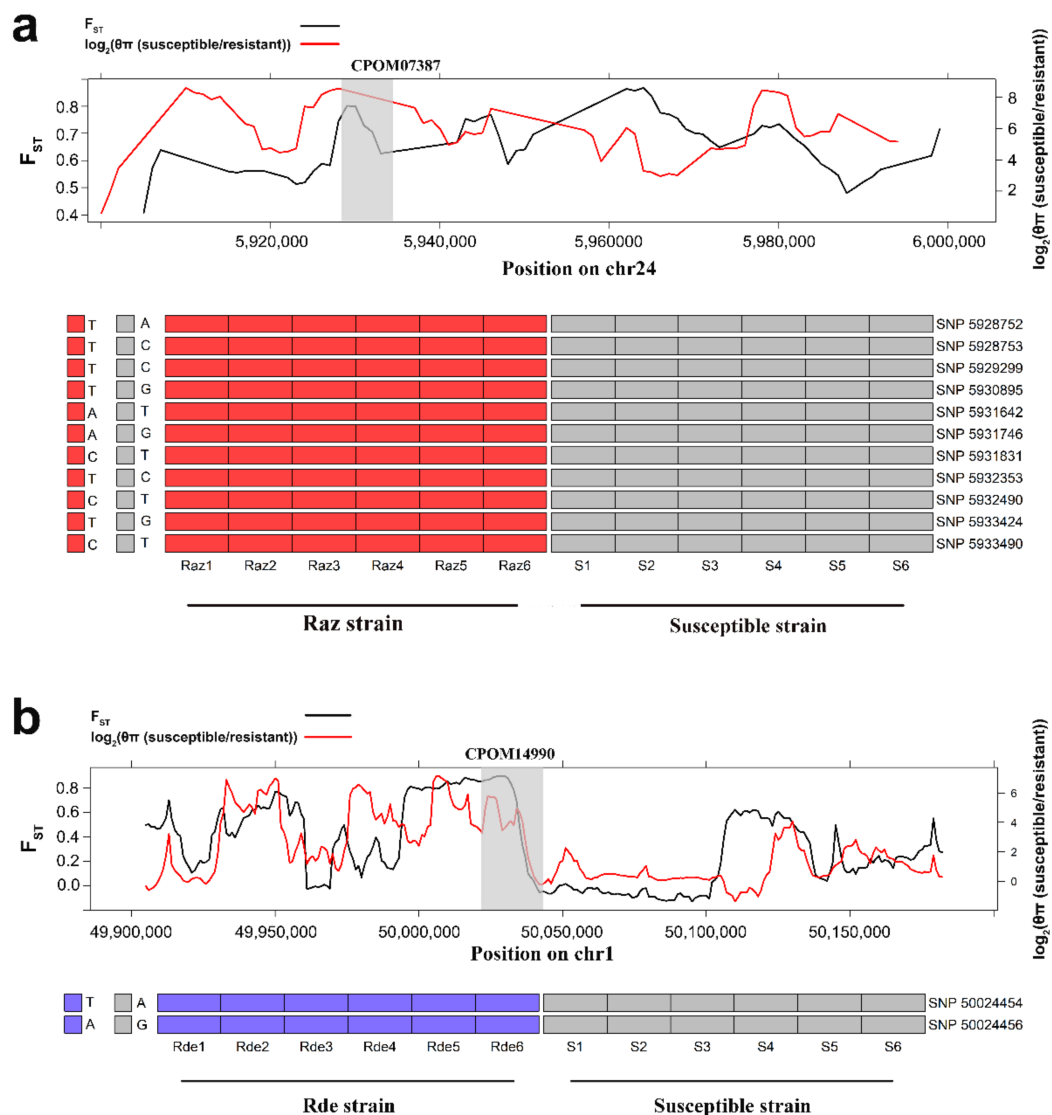 a
F_ST
log₂(θπ (susceptible/resistant))
CPOM07387
0.8
0.7
0.6
0.5
0.4
F_ST
8
6
4
2
log₂(θπ (susceptible/resistant))
5,920,000 5,940,000 5,960,000 5,980,000 6,000,000
Position on chr24
T A SNP 5928752
T C SNP 5928753
T C SNP 5929299
T G SNP 5930895
A T SNP 5931642
A G SNP 5931746
C T SNP 5931831
T C SNP 5932353
C T SNP 5932490
T G SNP 5933424
C T SNP 5933490
Raz1 Raz2 Raz3 Raz4 Raz5 Raz6 S1 S2 S3 S4 S5 S6
Raz strain Susceptible strain
b
F_ST
log₂(θπ (susceptible/resistant))
CPOM14990
0.8
0.6
0.4
0.2
0.0
F_ST
6
4
2
0
log₂(θπ (susceptible/resistant))
49,900,000 49,950,000 50,000,000 50,050,000 50,100,000 50,150,000
Position on chr1
T A SNP 50024454
A G SNP 50024456
Rde1 Rde2 Rde3 Rde4 Rde5 Rde6 S1 S2 S3 S4 S5 S6
Rde strain Susceptible strain